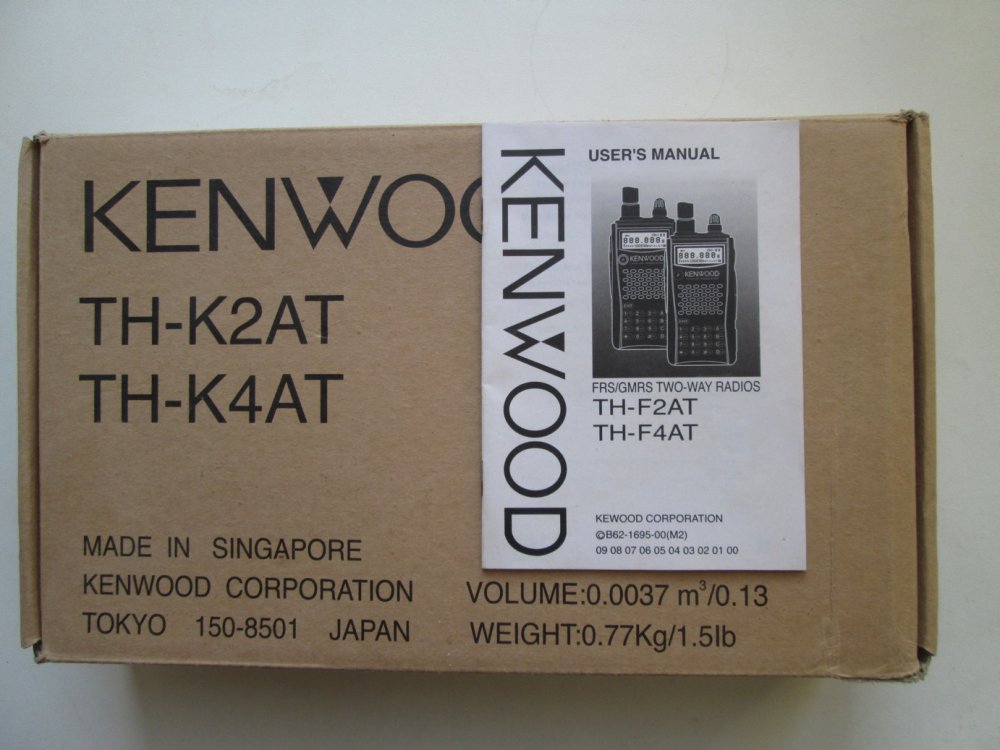 KENWOO
TH-K2AT
TH-K4AT
MADE IN SINGAPORE
KENWOOD CORPORATION
TOKYO 150-8501 JAPAN
VOLUME:0.0037 m³/0.13
WEIGHT:0.77Kg/1.5lb
KENWOOD
USER'S MANUAL
KENWOOD
KENWOOD
FRS/GMRS TWO-WAY RADIOS
TH-F2AT
TH-F4AT
KEWOOD CORPORATION
©B62-1695-00(M2)
09 08 07 06 05 04 03 02 01 00